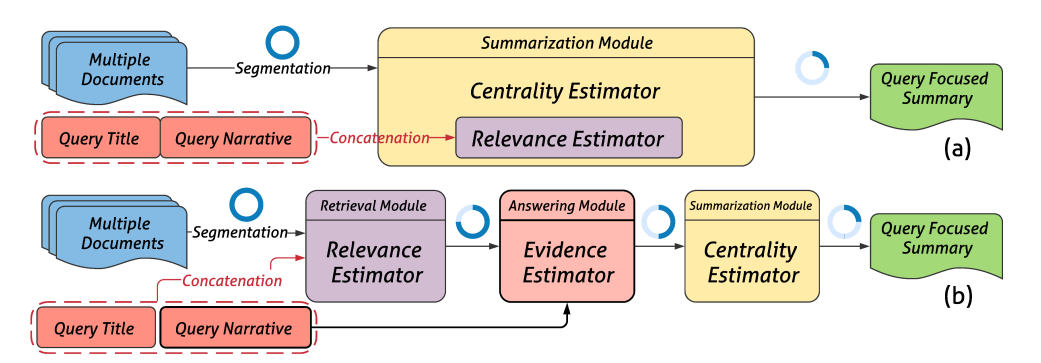 Multiple
Documents
Segmentation
Query Title
Query Narrative
Concatenation
Summarization Module
Centrality Estimator
Relevance Estimator
Query Focused
Summary
(a)
Multiple
Documents
Segmentation
Concatenation
Query Title
Query Narrative
Retrieval Module
Relevance
Estimator
Answering Module
Evidence
Estimator
Summarization Module
Centrality
Estimator
Query Focused
Summary
(b)